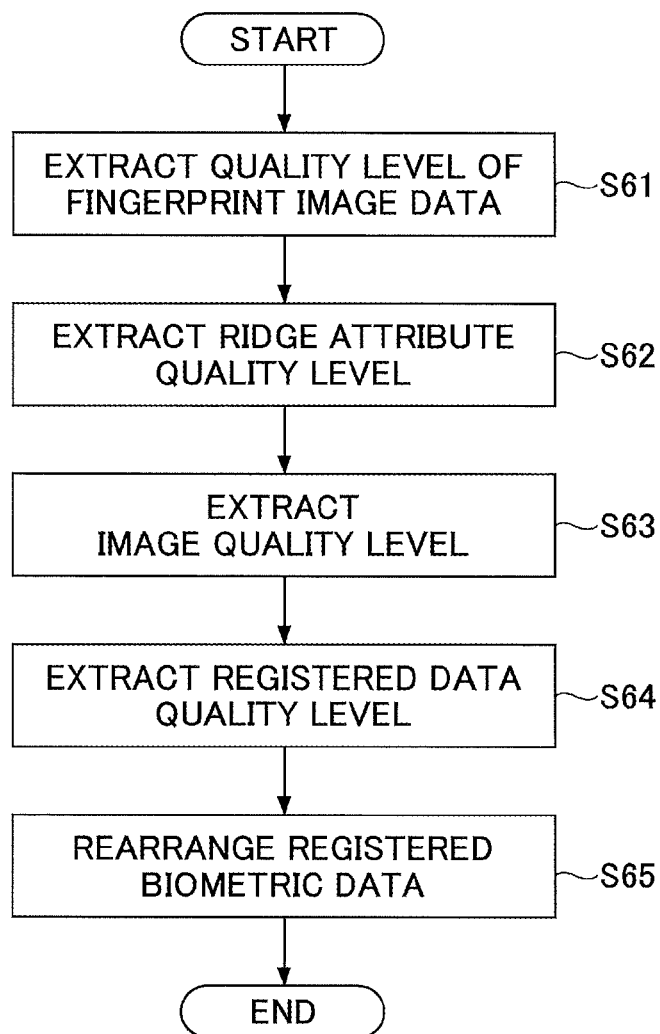 START
EXTRACT QUALITY LEVEL OF
FINGERPRINT IMAGE DATA
S61
EXTRACT RIDGE ATTRIBUTE
QUALITY LEVEL
S62
EXTRACT
IMAGE QUALITY LEVEL
S63
EXTRACT REGISTERED DATA
QUALITY LEVEL
S64
REARRANGE REGISTERED
BIOMETRIC DATA
S65
END